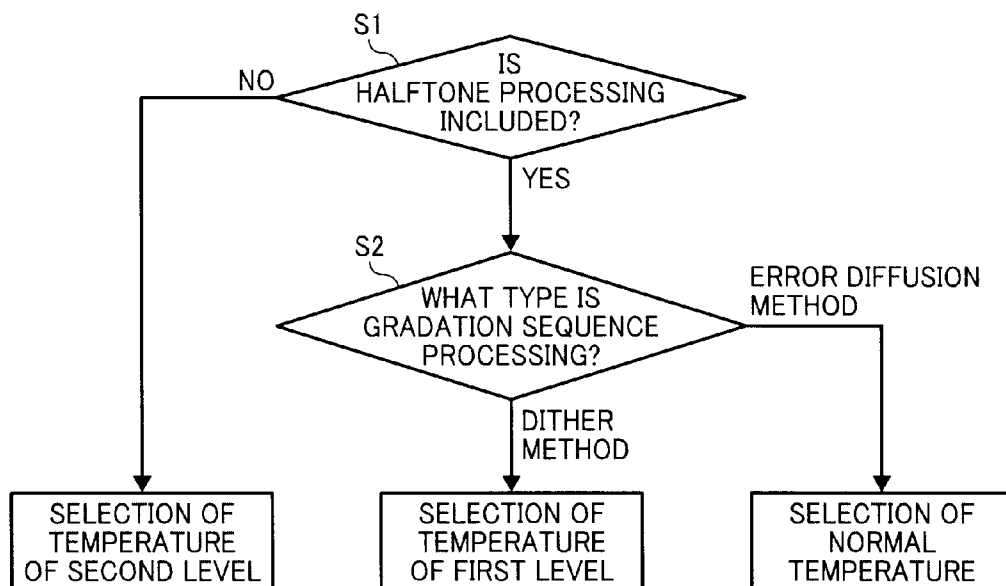 S1
IS
HALFTONE PROCESSING
INCLUDED?
NO
YES
S2
WHAT TYPE IS
GRADATION SEQUENCE
PROCESSING?
ERROR DIFFUSION
METHOD
DITHER
METHOD
SELECTION OF
TEMPERATURE
OF SECOND LEVEL
SELECTION OF
TEMPERATURE
OF FIRST LEVEL
SELECTION OF
NORMAL
TEMPERATURE